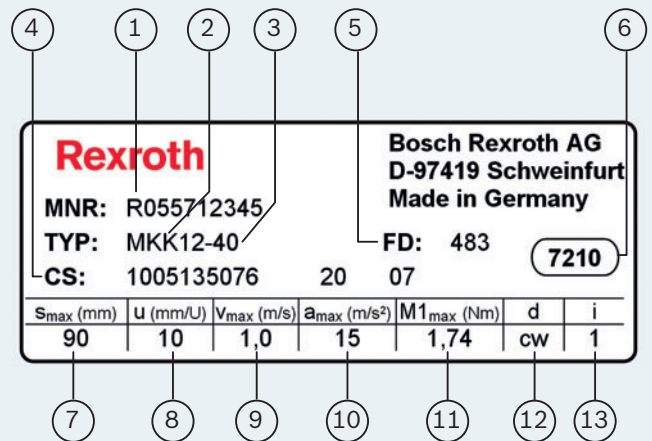 4 1 2 3 5 6
Rexroth
Bosch Rexroth AG
D-97419 Schweinfurt
Made in Germany
MNR: R055712345
TYP: MKK12-40 FD: 483
7210
CS: 1005135076 20 07
smax (mm) u (mm/U) vmax (m/s) amax (m/s²) M1max (Nm) d i
90 10 1,0 15 1,74 cw 1
7 8 9 10 11 12 13